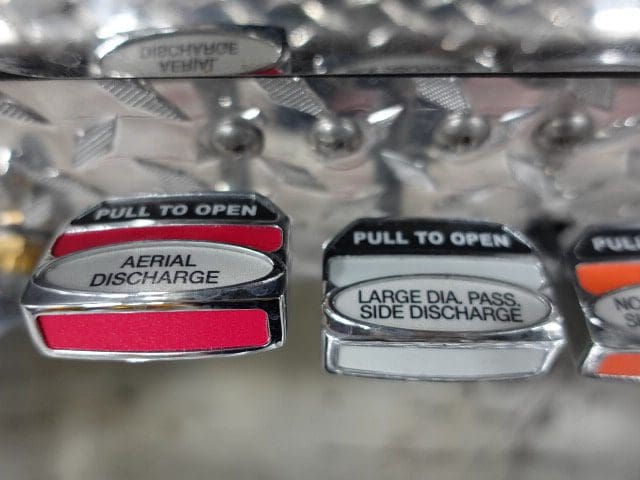 DISCHARGE
AERIAL
PULL TO OPEN
AERIAL
DISCHARGE
PULL TO OPEN
LARGE DIA. PASS.
SIDE DISCHARGE